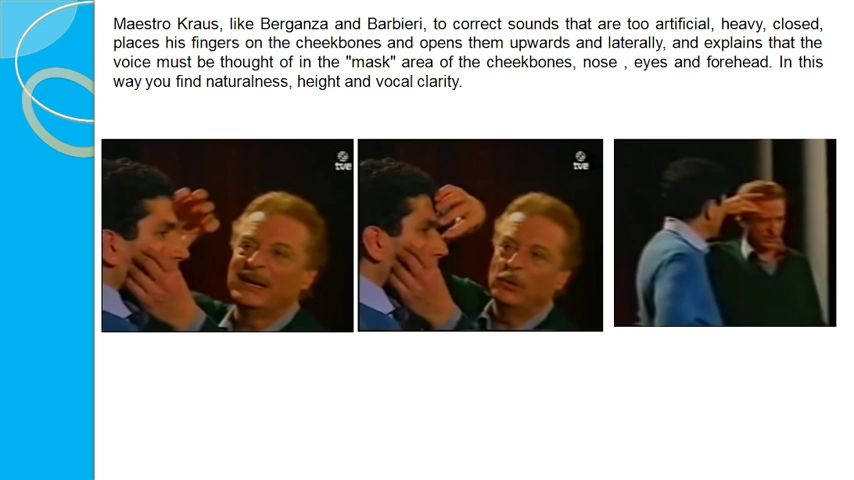 Maestro Kraus, like Berganza and Barbieri, to correct sounds that are too artificial, heavy, closed,
places his fingers on the cheekbones and opens them upwards and laterally, and explains that the
voice must be thought of in the "mask" area of the cheekbones, nose , eyes and forehead. In this
way you find naturalness, height and vocal clarity.
tve
tve